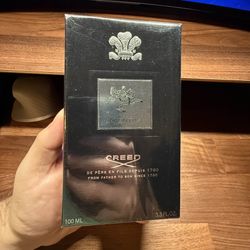 CREED
DE PÈRE EN FILS DEPUIS 1760
FROM FATHER TO SON SINCE 1760
100 ML
3.3 FL.OZ